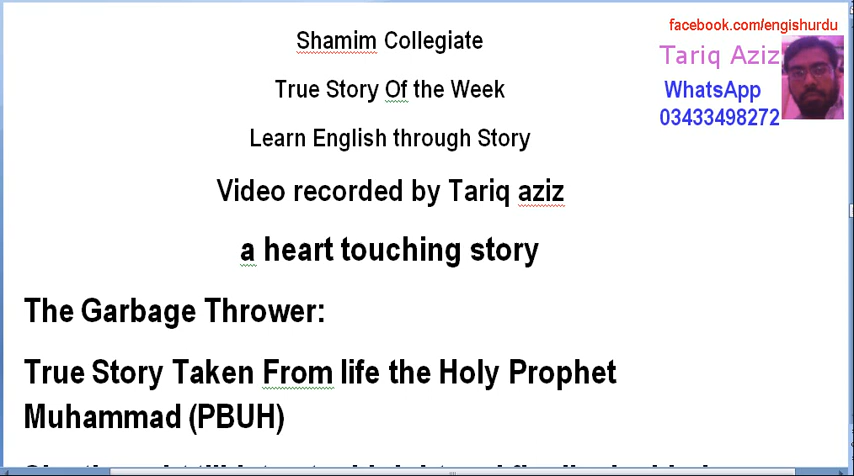 facebook.com/engishurdu
Tariq Aziz
WhatsApp
03433498272
Shamim Collegiate
True Story Of the Week
Learn English through Story
Video recorded by Tariq aziz
a heart touching story
The Garbage Thrower:
True Story Taken From life the Holy Prophet
Muhammad (PBUH)